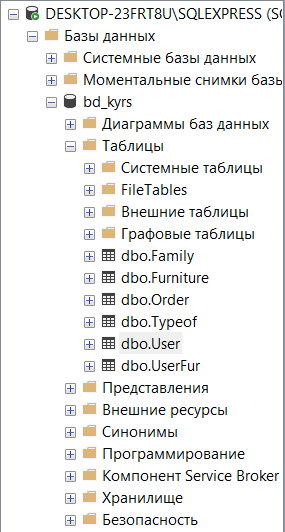 DESKTOP-23FRT8U\SQLEXPRESS (SQ
Базы данных
Системные базы данных
Моментальные снимки базы
bd_kyrs
Диаграммы баз данных
Таблицы
Системные таблицы
FileTables
Внешние таблицы
Графовые таблицы
dbo.Family
dbo.Furniture
dbo.Order
dbo.Typeof
dbo.User
dbo.UserFur
Представления
Внешние ресурсы
Синонимы
Программирование
Компонент Service Broker
Хранилище
Безопасность